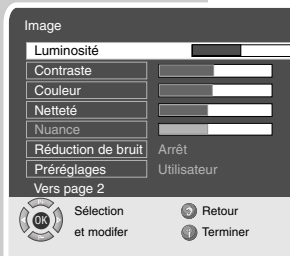 Image
Luminosité
Contraste
Couleur
Netteté
Nuance
Réduction de bruit Arrêt
Préréglages Utilisateur
Vers page 2
OK Sélection Retour
et modifer i Terminer